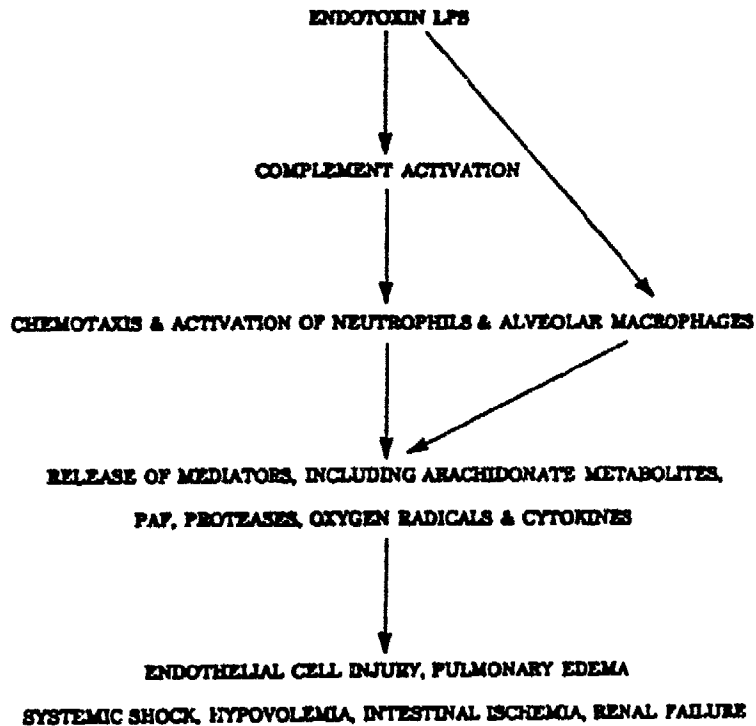 ENDOTOXIN LPS
COMPLEMENT ACTIVATION
CHEMOTAXIS & ACTIVATION OF NEUTROPHILS & ALVEOLAR MACROPHAGES
RELEASE OF MEDIATORS, INCLUDING ARACHIDONATE METABOLITES,
PAF, PROTEASES, OXYGEN RADICALS & CYTOKINES
ENDOTHELIAL CELL INJURY, PULMONARY EDEMA
SYSTEMIC SHOCK, HYPOVOLEMIA, INTESTINAL ISCHEMIA, RENAL FAILURE